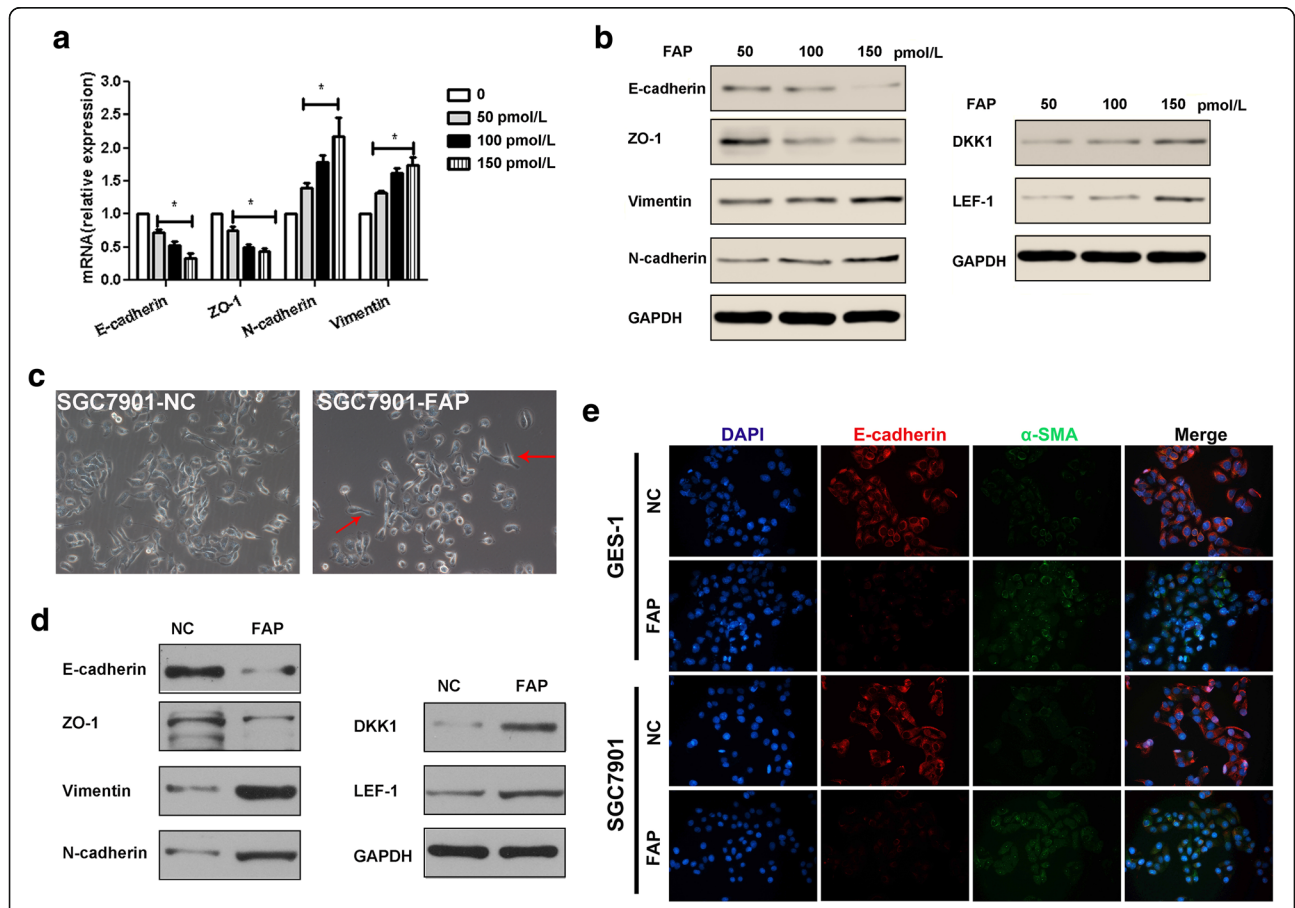 a
3.0
2.5
2.0
1.5
1.0
0.5
0.0
mRNA(relative expression)
*
*
*
*
E-cadherin
ZO-1
N-cadherin
Vimentin
0
50 pmol/L
100 pmol/L
150 pmol/L
b
FAP 50 100 150 pmol/L
E-cadherin
ZO-1
Vimentin
N-cadherin
GAPDH
FAP 50 100 150 pmol/L
DKK1
LEF-1
GAPDH
c
SGC7901-NC
SGC7901-FAP
d
NC FAP
E-cadherin
ZO-1
Vimentin
N-cadherin
NC FAP
DKK1
LEF-1
GAPDH
e
DAPI E-cadherin α-SMA Merge
GES-1
NC
FAP
SGC7901
NC
FAP